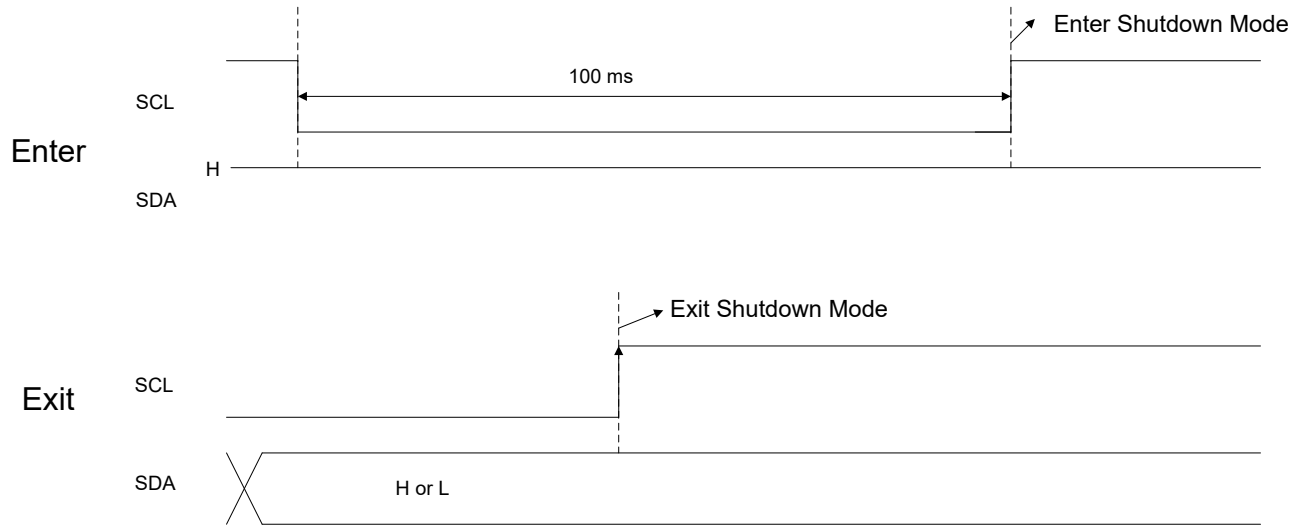 Enter Shutdown Mode
100 ms
SCL
Enter
H
SDA
Exit Shutdown Mode
SCL
Exit
SDA
H or L